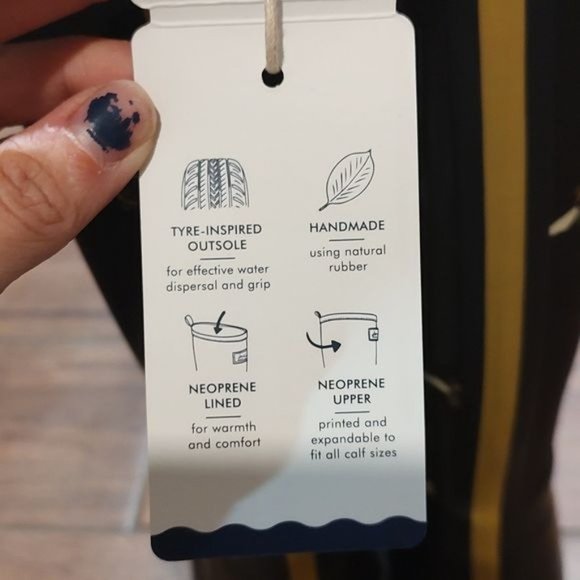 TYRE-INSPIRED
OUTSOLE
for effective water
dispersal and grip
HANDMADE
using natural
rubber
NEOPRENE
LINED
for warmth
and comfort
NEOPRENE
UPPER
printed and
expandable to
fit all calf sizes